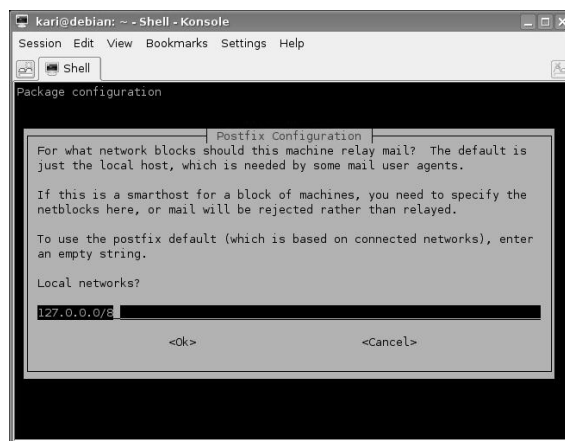 kari@debian: ~ - Shell - Konsole
Session Edit View Bookmarks Settings Help
Shell
Package configuration
Postfix Configuration
For what network blocks should this machine relay mail? The default is
just the local host, which is needed by some mail user agents.
If this is a smarthost for a block of machines, you need to specify the
netblocks here, or mail will be rejected rather than relayed.
To use the postfix default (which is based on connected networks), enter
an empty string.
Local networks?
127.0.0.0/8
<Ok> <Cancel>